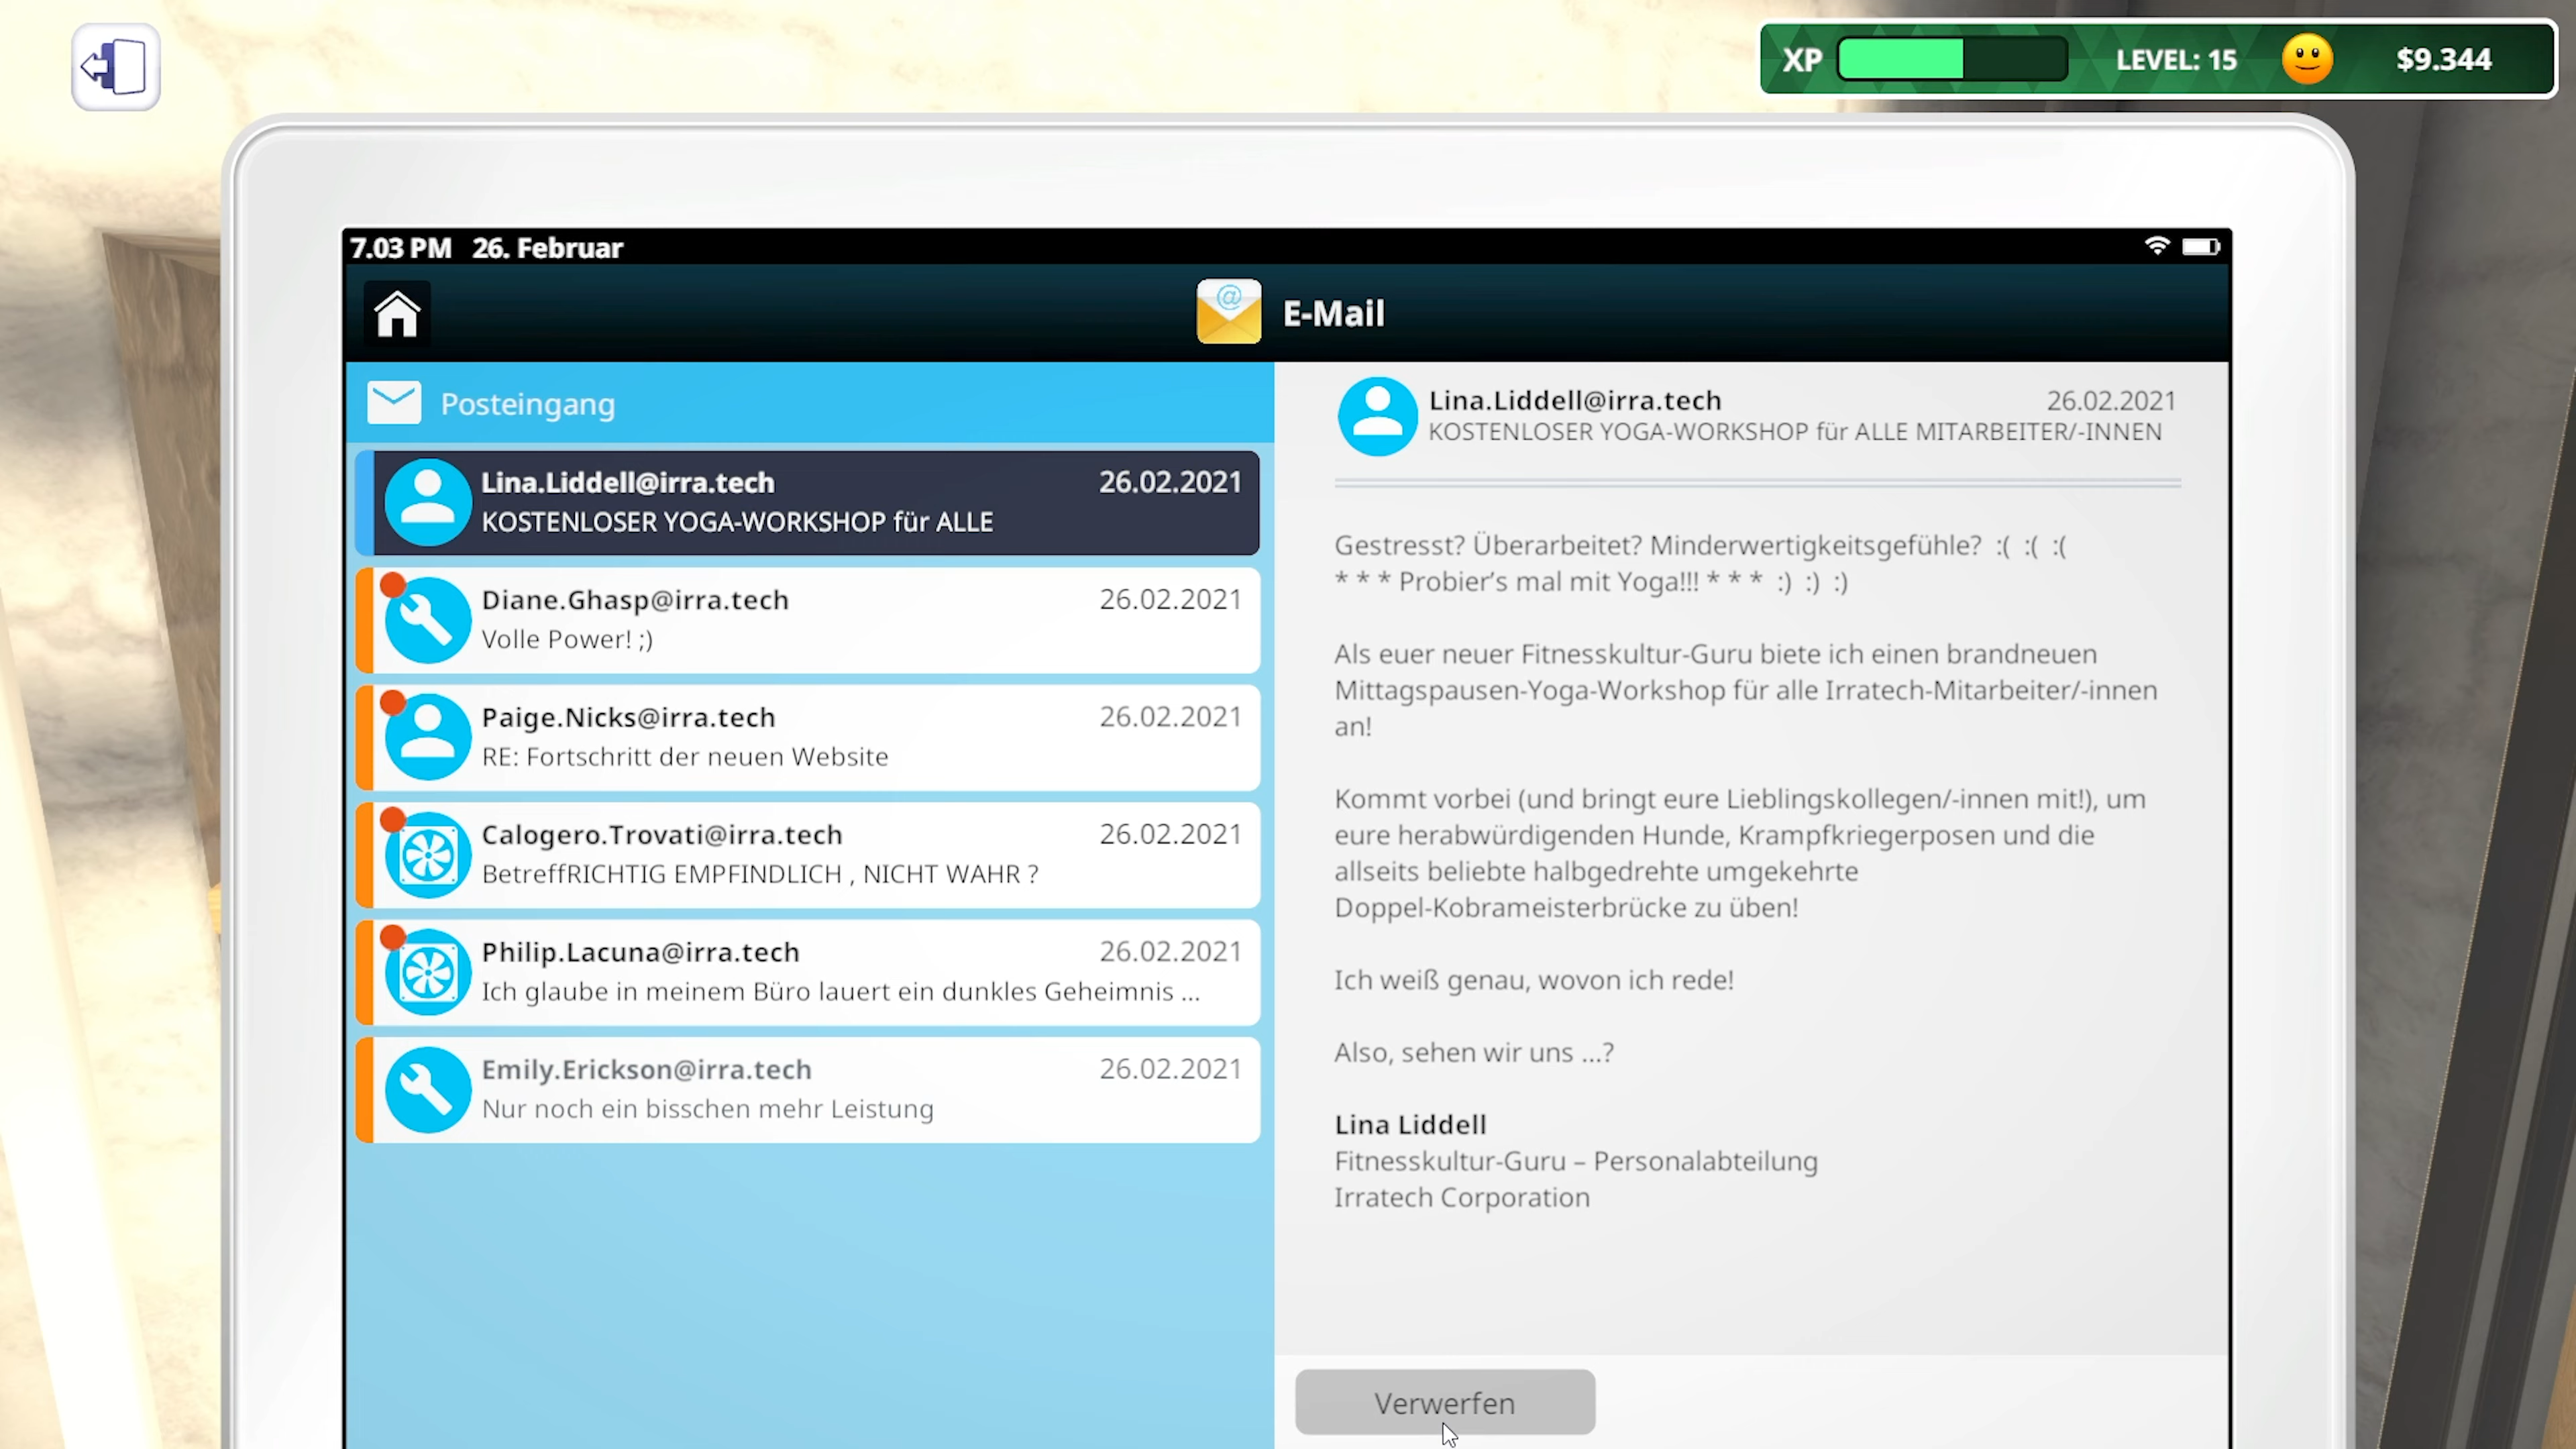 XP LEVEL: 15 $9.344
7.03 PM 26. Februar
E-Mail
Posteingang
Lina.Liddell@irra.tech 26.02.2021
KOSTENLOSER YOGA-WORKSHOP für ALLE
Diane.Ghasp@irra.tech 26.02.2021
Volle Power! ;)
Paige.Nicks@irra.tech 26.02.2021
RE: Fortschritt der neuen Website
Calogero.Trovati@irra.tech 26.02.2021
BetreffRICHTIG EMPFINDLICH , NICHT WAHR ?
Philip.Lacuna@irra.tech 26.02.2021
Ich glaube in meinem Büro lauert ein dunkles Geheimnis ...
Emily.Erickson@irra.tech 26.02.2021
Nur noch ein bisschen mehr Leistung
Lina.Liddell@irra.tech 26.02.2021
KOSTENLOSER YOGA-WORKSHOP für ALLE MITARBEITER/-INNEN
Gestresst? Überarbeitet? Minderwertigkeitsgefühle? :( :( :(
* * * Probier's mal mit Yoga!!! * * * :) :) :)
Als euer neuer Fitnesskultur-Guru biete ich einen brandneuen
Mittagspausen-Yoga-Workshop für alle Irratech-Mitarbeiter/-innen
an!
Kommt vorbei (und bringt eure Lieblingskollegen/-innen mit!), um
eure herabwürdigenden Hunde, Krampfkriegerposen und die
allseits beliebte halbgedrehte umgekehrte
Doppel-Kobrameisterbrücke zu üben!
Ich weiß genau, wovon ich rede!
Also, sehen wir uns ...?
Lina Liddell
Fitnesskultur-Guru – Personalabteilung
Irratech Corporation
Verwerfen